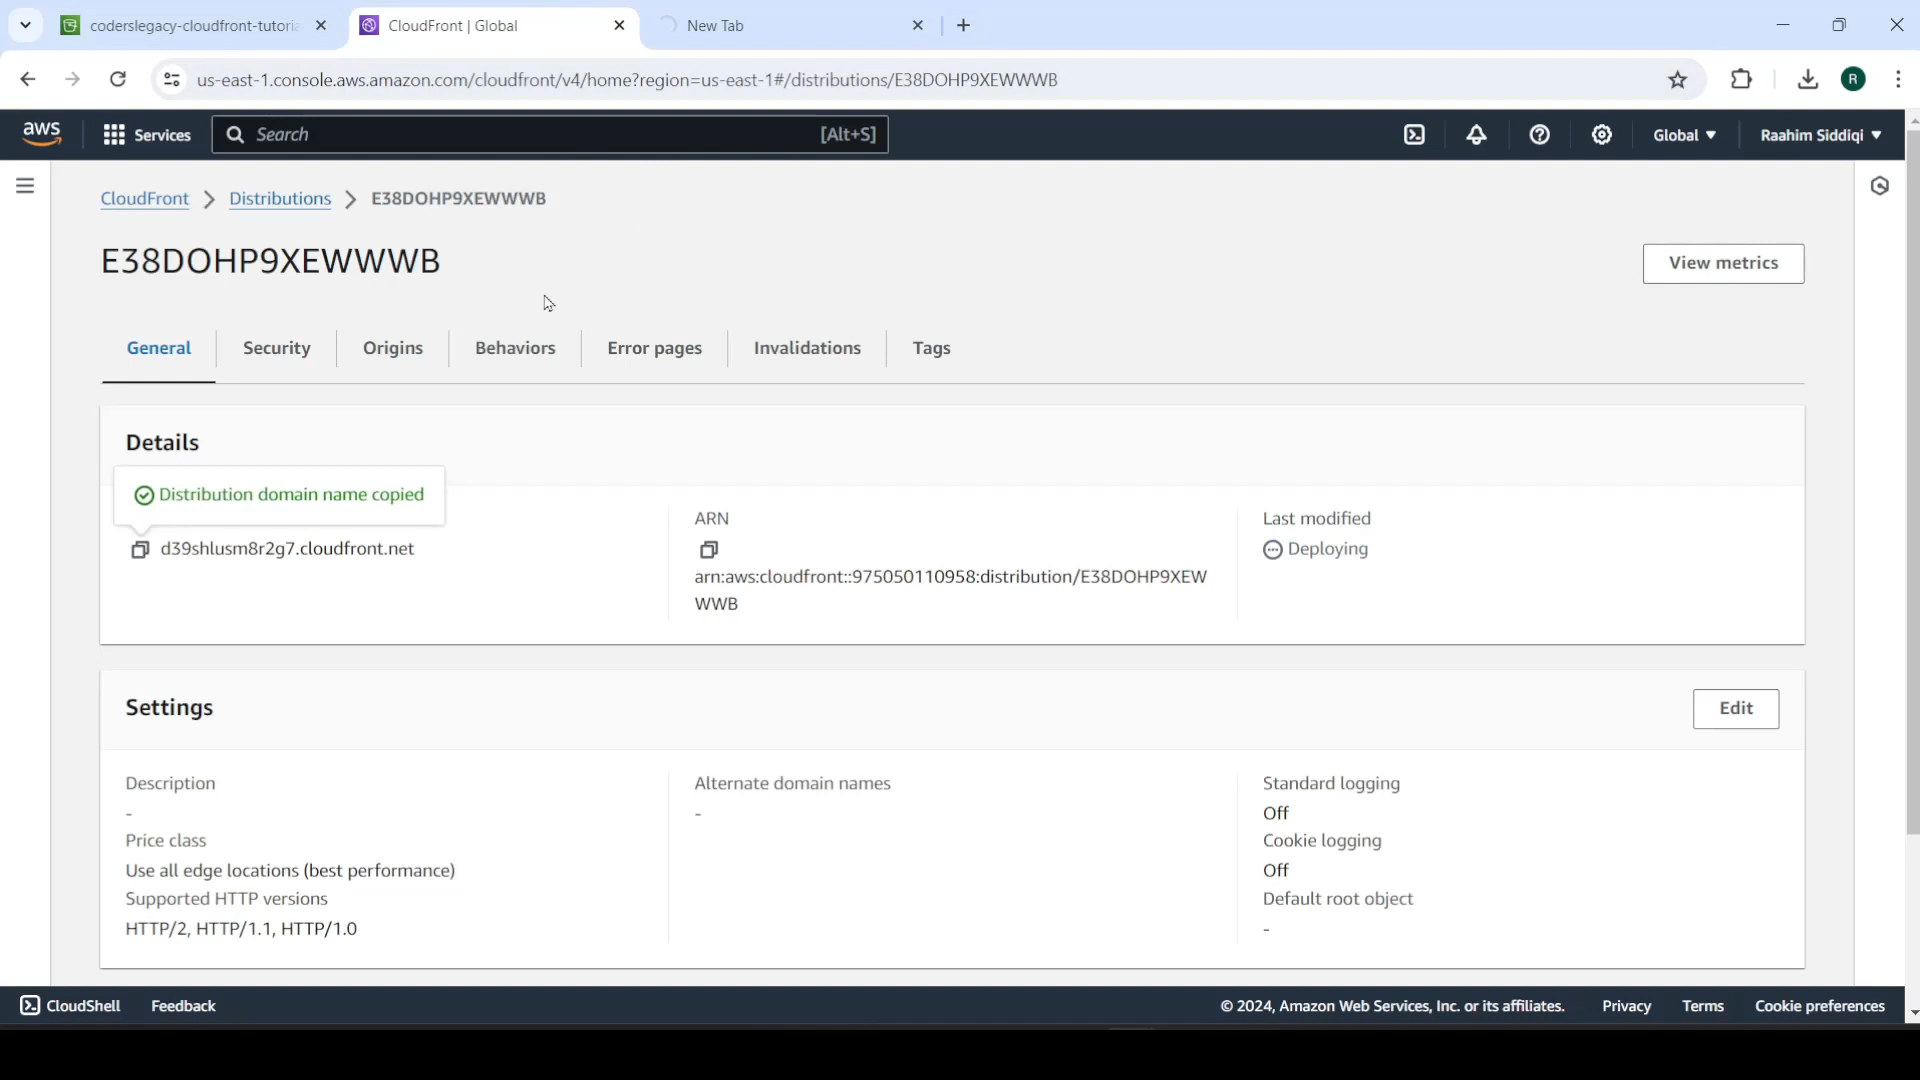 coderslegacy-cloudfront-tutoria
CloudFront | Global
New Tab
us-east-1.console.aws.amazon.com/cloudfront/v4/home?region=us-east-1#/distributions/E38DOHP9XEWWWB
R
aws
Services
Search
[Alt+S]
Global
Raahim Siddiqi
CloudFront
Distributions
E38DOHP9XEWWWB
E38DOHP9XEWWWB
View metrics
General
Security
Origins
Behaviors
Error pages
Invalidations
Tags
Details
Distribution domain name copied
d39shlusm8r2g7.cloudfront.net
ARN
arn:aws:cloudfront::975050110958:distribution/E38DOHP9XEW
WWB
Last modified
Deploying
Settings
Edit
Description
-
Price class
Use all edge locations (best performance)
Supported HTTP versions
HTTP/2, HTTP/1.1, HTTP/1.0
Alternate domain names
-
Standard logging
Off
Cookie logging
Off
Default root object
-
CloudShell
Feedback
© 2024, Amazon Web Services, Inc. or its affiliates.
Privacy
Terms
Cookie preferences